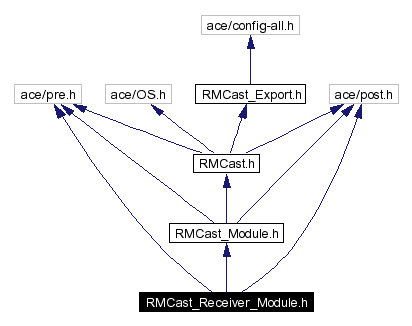 ace/config-all.h
ace/pre.h
ace/OS.h
RMCast_Export.h
ace/post.h
RMCast.h
RMCast_Module.h
RMCast_Receiver_Module.h